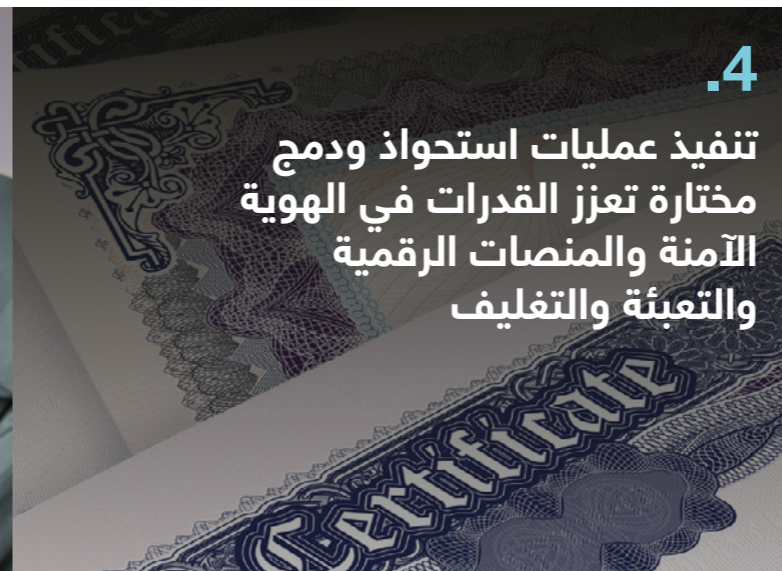 4.
تنفيذ عمليات استحواذ ودمج
مختارة تعزز القدرات في الهوية
الآمنة والمنصات الرقمية
والتعبئة والتغليف
Certificate